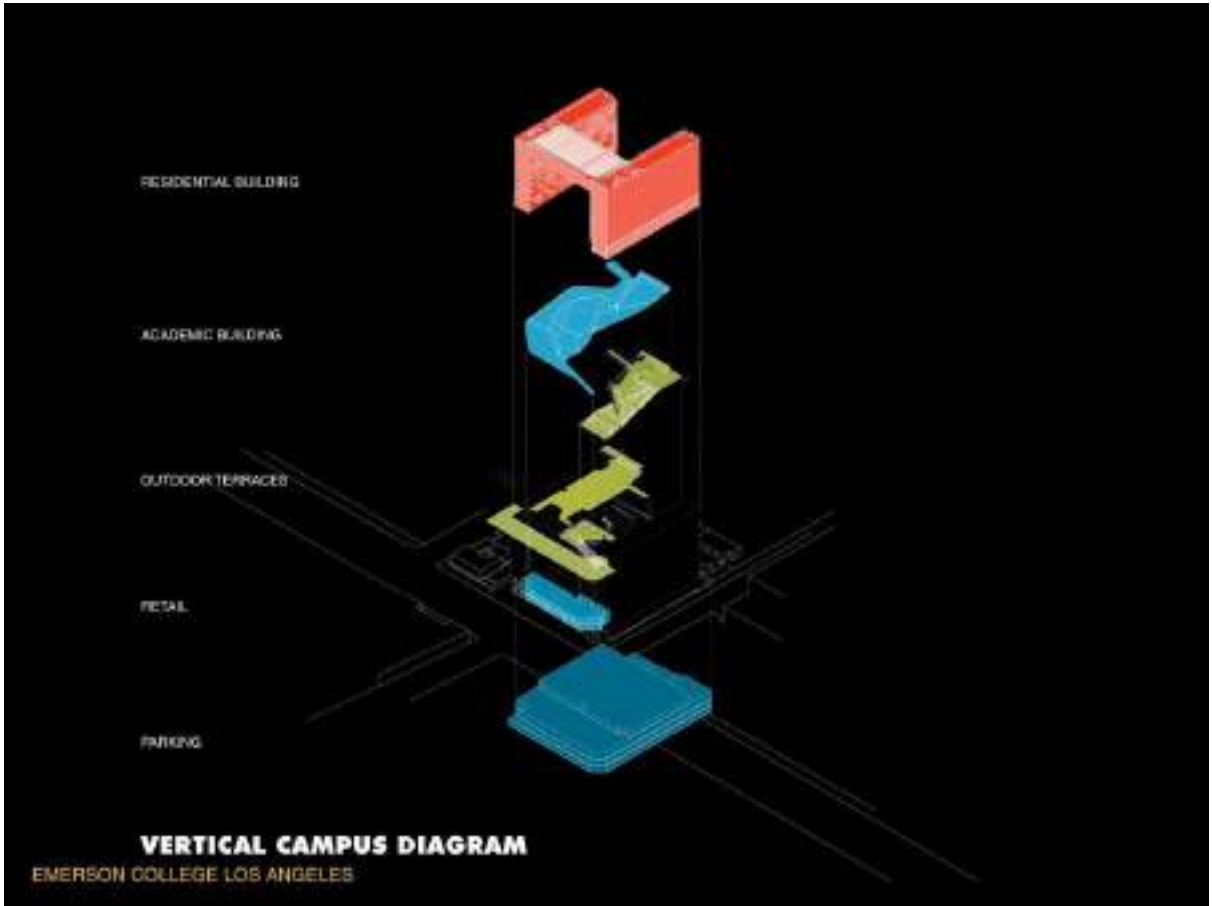 RESIDENTIAL BUILDING
ACADEMIC BUILDING
OUTDOOR TERRACES
RETAIL
PARKING
VERTICAL CAMPUS DIAGRAM
EMERSON COLLEGE LOS ANGELES